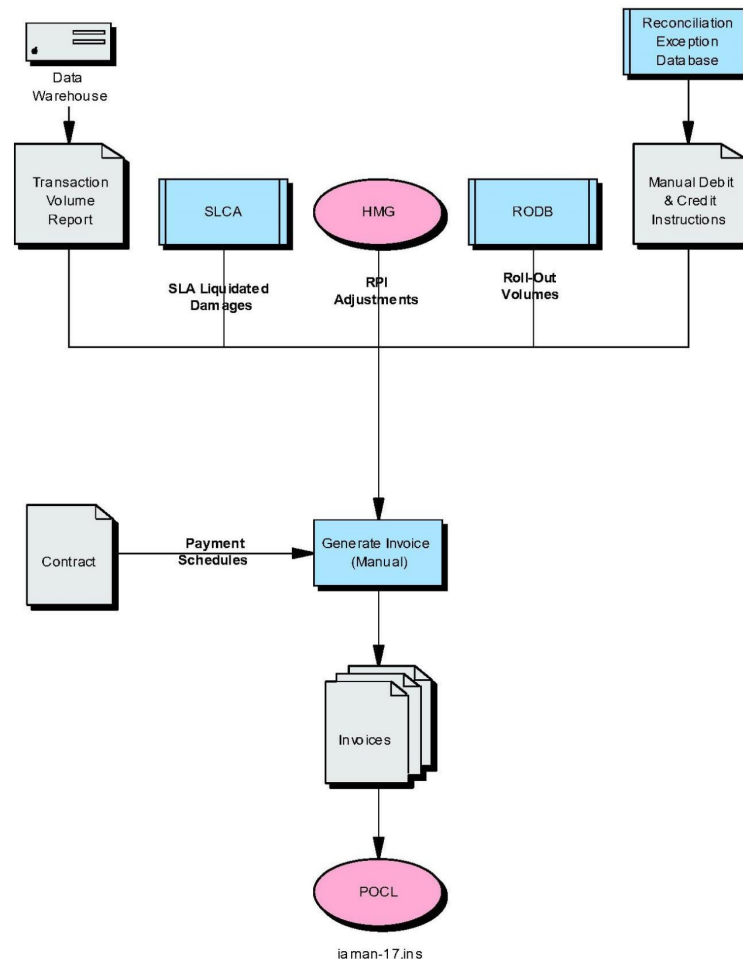 Reconciliation
Exception
Database
Data
Warehouse
Transaction
Volume
Report
SLCA
HMG
RODB
Manual Debit
& Credit
Instructions
SLA Liquidated
Damages
RPI
Adjustments
Roll-Out
Volumes
Contract
Payment
Schedules
Generate Invoice
(Manual)
Invoices
POCL
iaman-17.ins